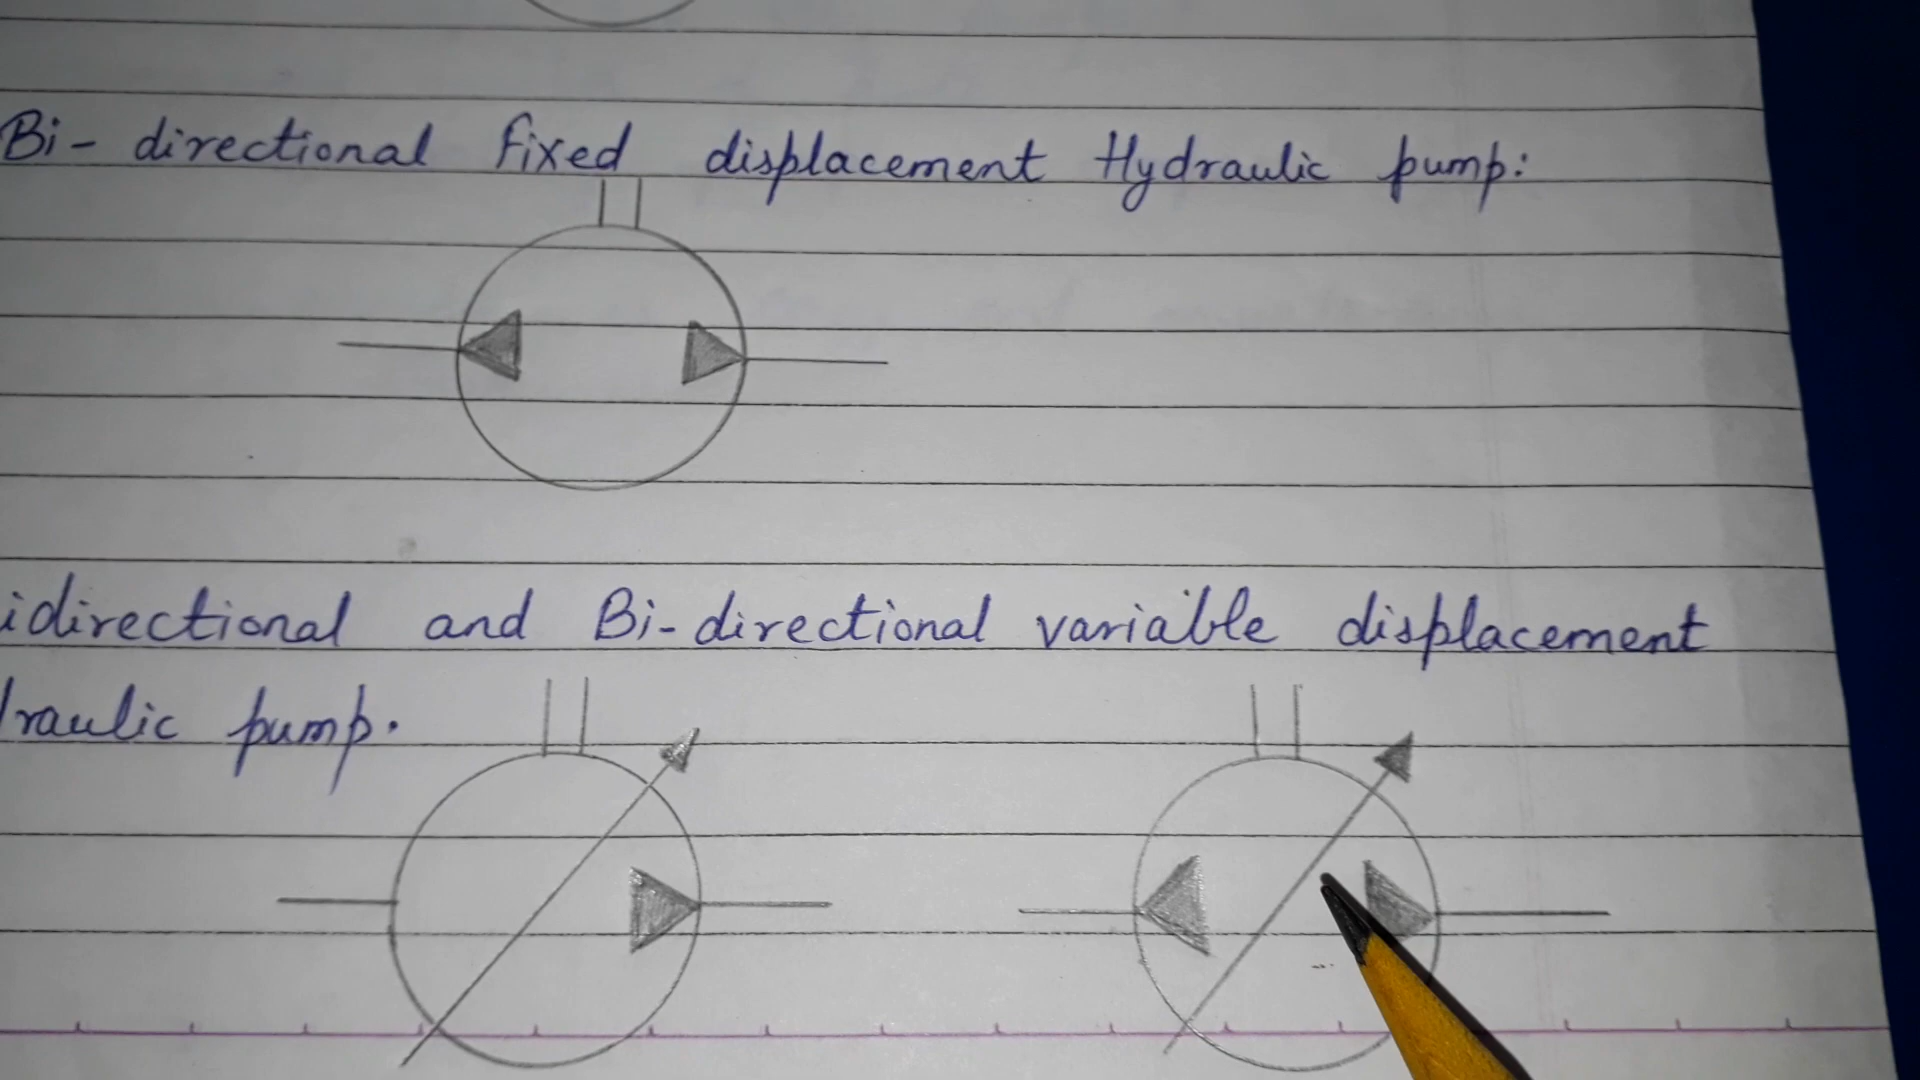 Bi-directional fixed displacement Hydraulic pump:
idirectional and Bi-directional variable displacement
raulic pump.